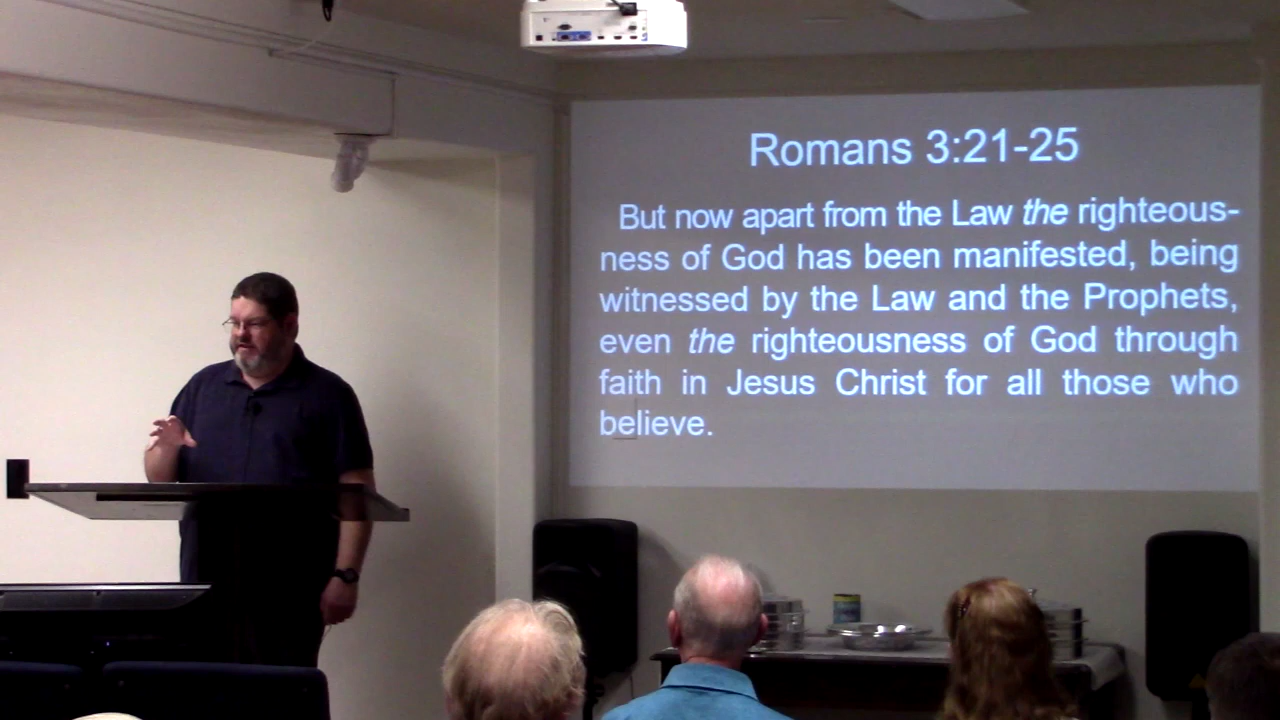 Romans 3:21-25
But now apart from the Law the righteous-
ness of God has been manifested, being
witnessed by the Law and the Prophets,
even the righteousness of God through
faith in Jesus Christ for all those who
believe.